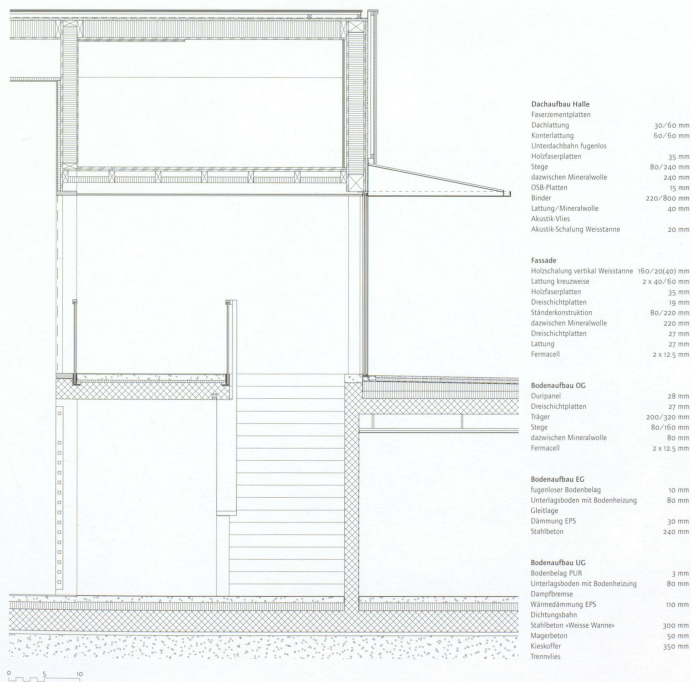 Dachaufbau Halle
Faserzementplatten
Dachlattung 30/60 mm
Konterlattung 60/60 mm
Unterdachbahn fugenlos
Holzfaserplatten 35 mm
Stege 80/240 mm
dazwischen Mineralwolle 240 mm
OSB-Platten 15 mm
Binder 220/800 mm
Lattung/Mineralwolle 40 mm
Akustik-Vlies
Akustik-Schalung Weisstanne 20 mm
Fassade
Holzschalung vertikal Weisstanne 160/20(40) mm
Lattung kreuzweise 2 x 40/60 mm
Holzfaserplatten 35 mm
Dreischichtplatten 19 mm
Ständerkonstruktion 80/220 mm
dazwischen Mineralwolle 220 mm
Dreischichtplatten 27 mm
Lattung 27 mm
Fermacell 2 x 12.5 mm
Bodenaufbau OG
Duripanel 28 mm
Dreischichtplatten 27 mm
Träger 200/320 mm
Stege 80/160 mm
dazwischen Mineralwolle 80 mm
Fermacell 2 x 12.5 mm
Bodenaufbau EG
fugenloser Bodenbelag 10 mm
Unterlagsboden mit Bodenheizung 80 mm
Gleitlage
Dämmung EPS 30 mm
Stahlbeton 240 mm
Bodenaufbau UG
Bodenbelag PUR 3 mm
Unterlagsboden mit Bodenheizung 80 mm
Dampfbremse
Wärmedämmung EPS 110 mm
Dichtungsbahn
Stahlbeton «Weisse Wanne» 300 mm
Magerbeton 50 mm
Kieskoffer 350 mm
Trennvlies
0 5 10